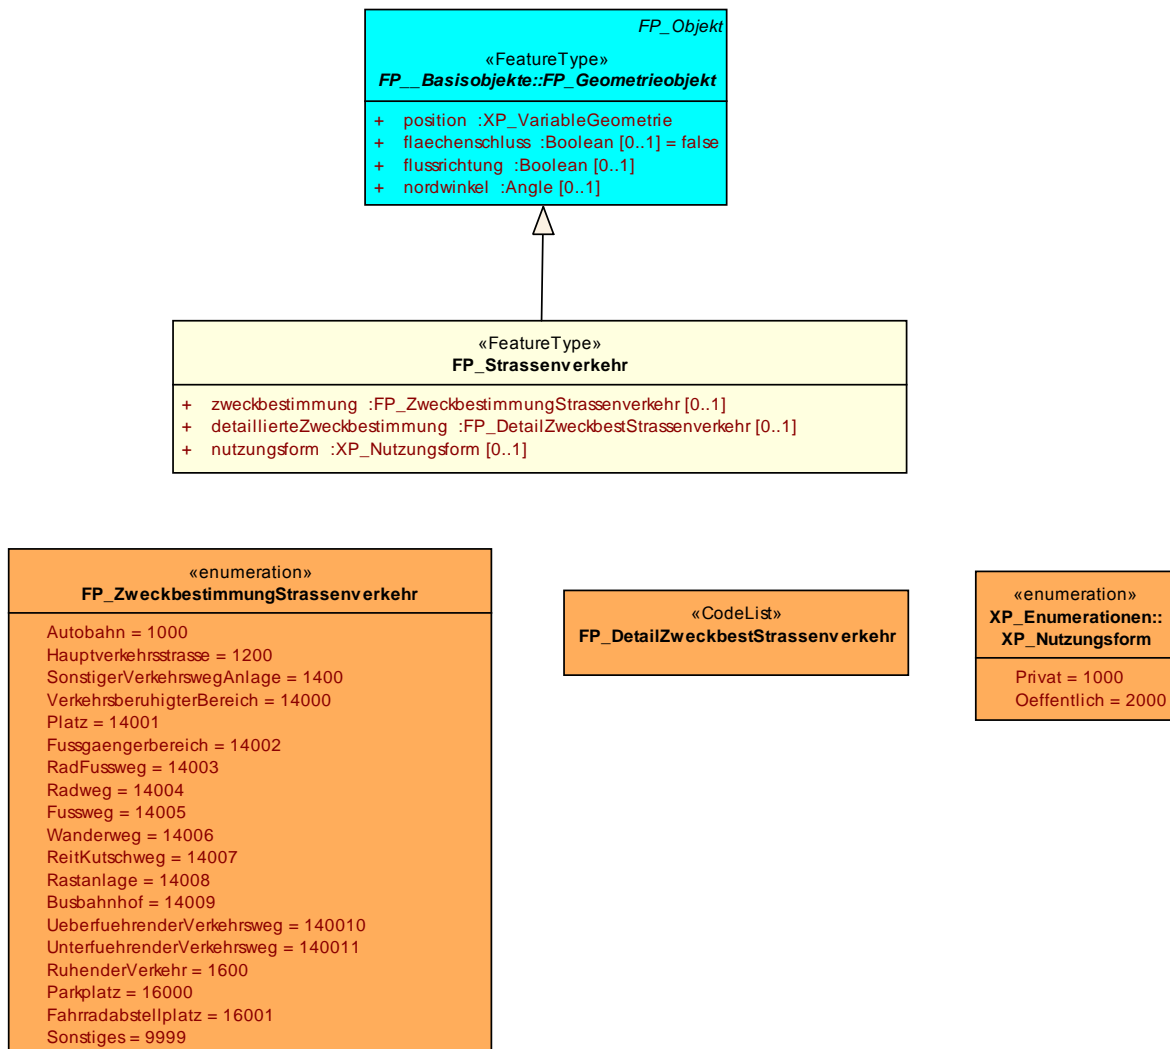 FP_Objekt
«FeatureType»
FP__Basisobjekte::FP_Geometrieobjekt
+ position :XP_VariableGeometrie
+ flaechenschluss :Boolean [0..1] = false
+ flussrichtung :Boolean [0..1]
+ nordwinkel :Angle [0..1]
«FeatureType»
FP_Strassenverkehr
+ zweckbestimmung :FP_ZweckbestimmungStrassenverkehr [0..1]
+ detaillierteZweckbestimmung :FP_DetailZweckbestStrassenverkehr [0..1]
+ nutzungsform :XP_Nutzungsform [0..1]
«enumeration»
FP_ZweckbestimmungStrassenverkehr
Autobahn = 1000
Hauptverkehrsstrasse = 1200
SonstigerVerkehrswegAnlage = 1400
VerkehrsberuhigterBereich = 14000
Platz = 14001
Fussgaengerbereich = 14002
RadFussweg = 14003
Radweg = 14004
Fussweg = 14005
Wanderweg = 14006
ReitKutschweg = 14007
Rastanlage = 14008
Busbahnhof = 14009
UeberfuehrenderVerkehrsweg = 140010
UnterfuehrenderVerkehrsweg = 140011
RuhenderVerkehr = 1600
Parkplatz = 16000
Fahrradabstellplatz = 16001
Sonstiges = 9999
«CodeList»
FP_DetailZweckbestStrassenverkehr
«enumeration»
XP_Enumerationen::
XP_Nutzungsform
Privat = 1000
Oeffentlich = 2000